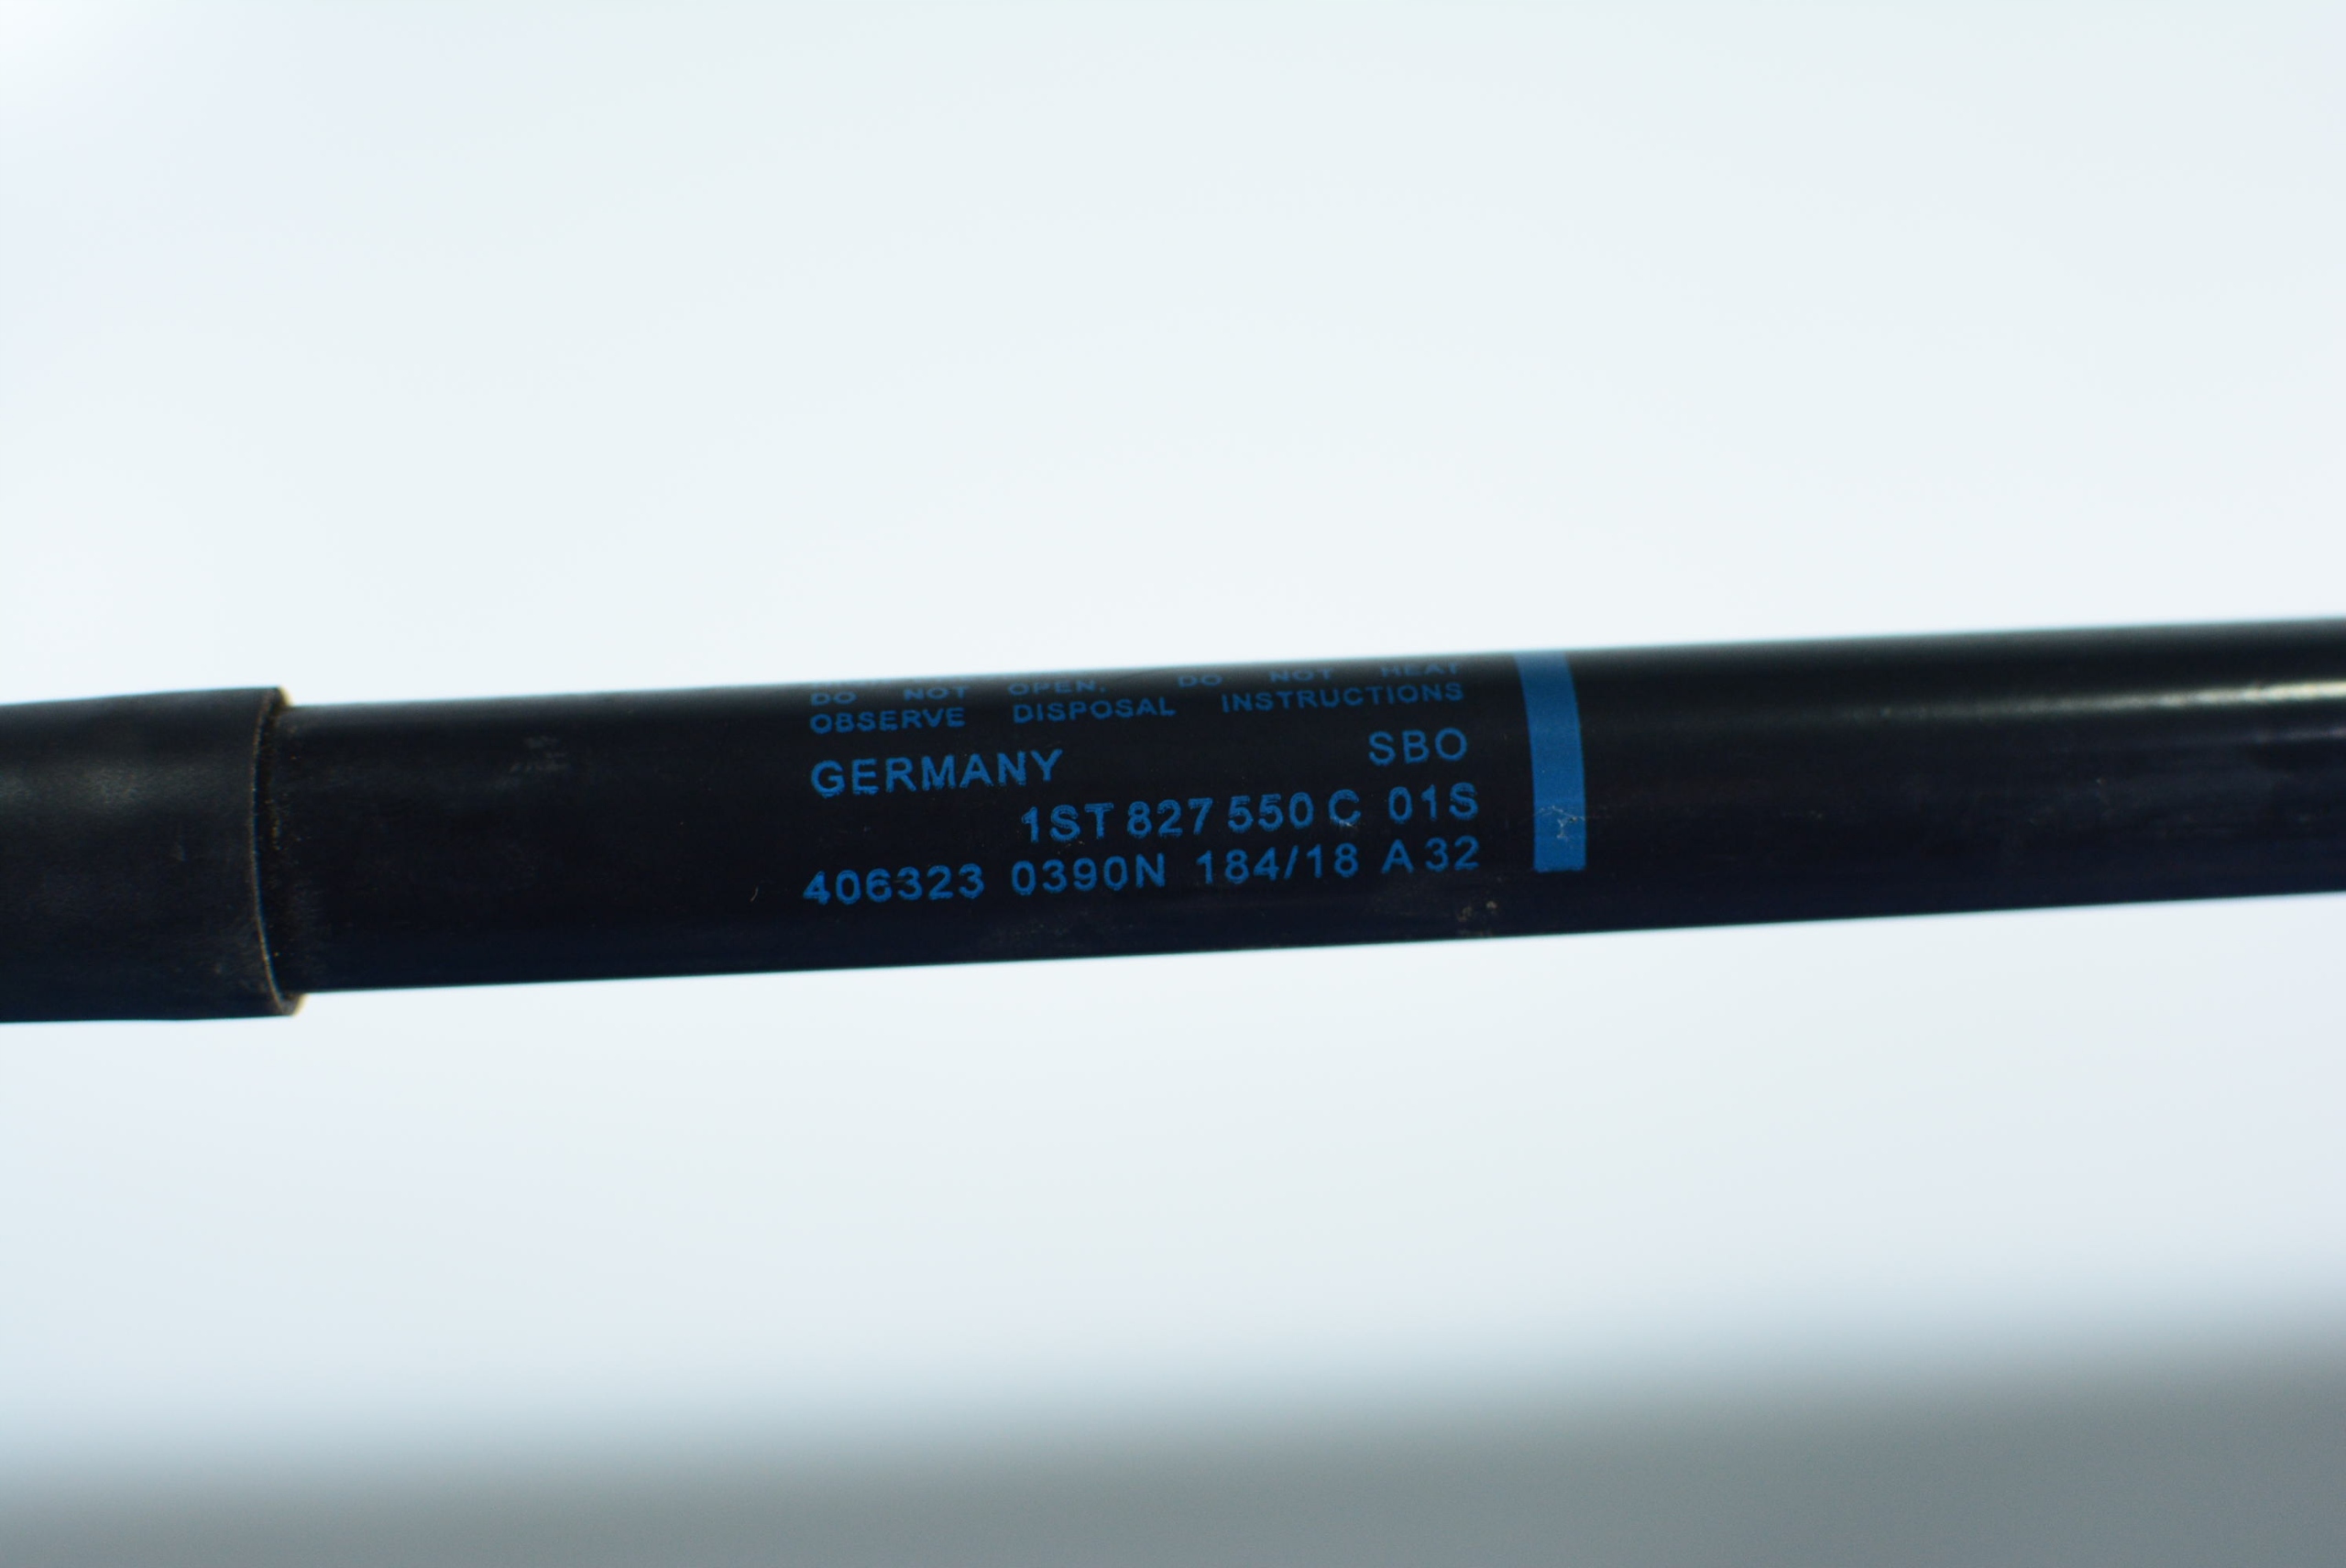 DO NOT OPEN. DO NOT HEAT
OBSERVE DISPOSAL INSTRUCTIONS
GERMANY SBO
1ST 827 550 C 01S
406323 0390N 184/18 A 32